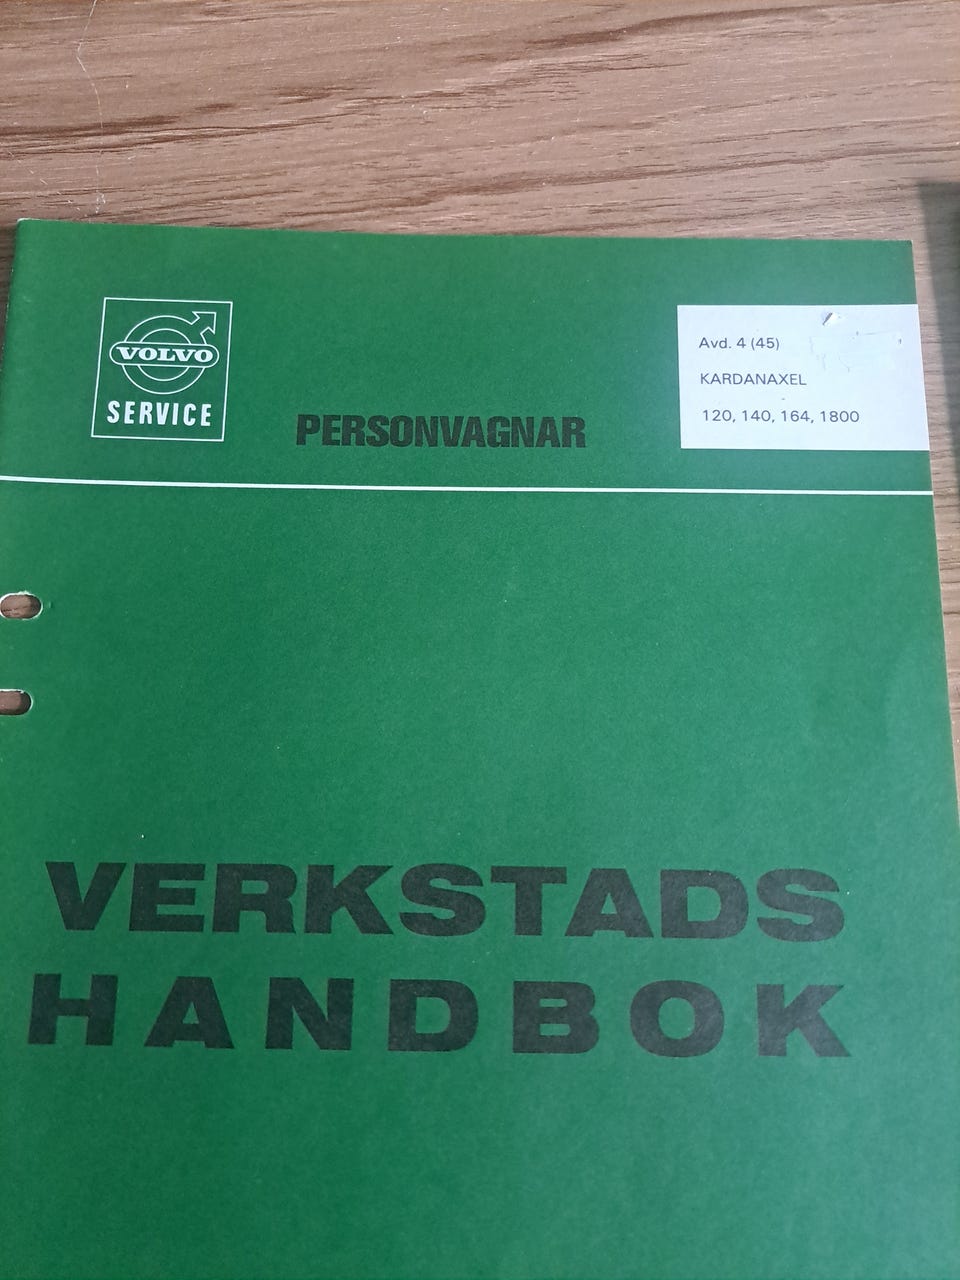 VOLVO
SERVICE
PERSONVAGNAR
Avd. 4 (45)
KARDANAXEL
120, 140, 164, 1800
VERKSTADS
HANDBOK